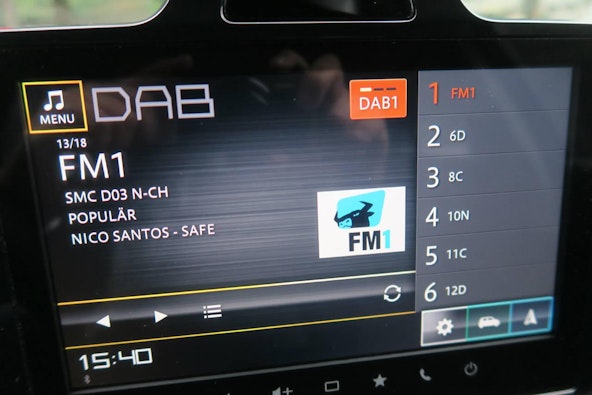 MENU
DAB
DAB1
13/18
FM1
SMC D03 N-CH
POPULÄR
NICO SANTOS - SAFE
FM1
1 FM1
2 6D
3 8C
4 10N
5 11C
6 12D
15:40